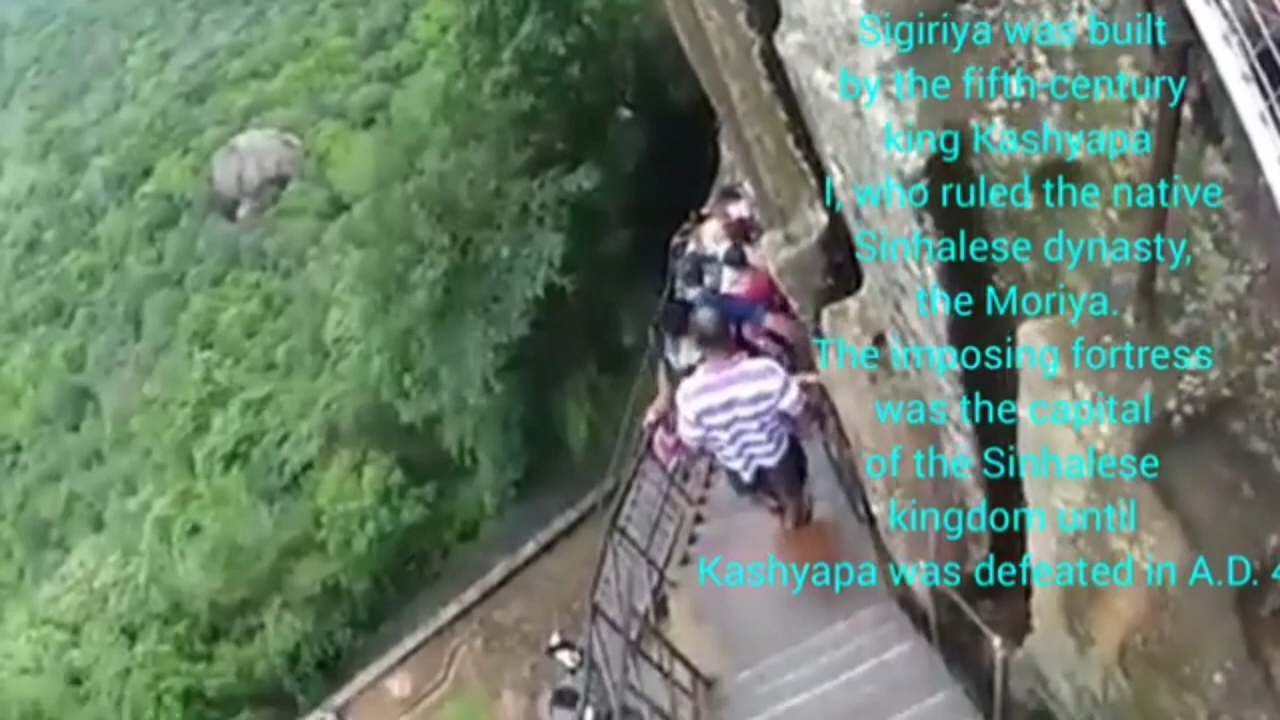 Sigiriya was built
by the fifth-century
king Kashyapa
I, who ruled the native
Sinhalese dynasty,
the Moriya.
The imposing fortress
was the capital
of the Sinhalese
kingdom until
Kashyapa was defeated in A.D.